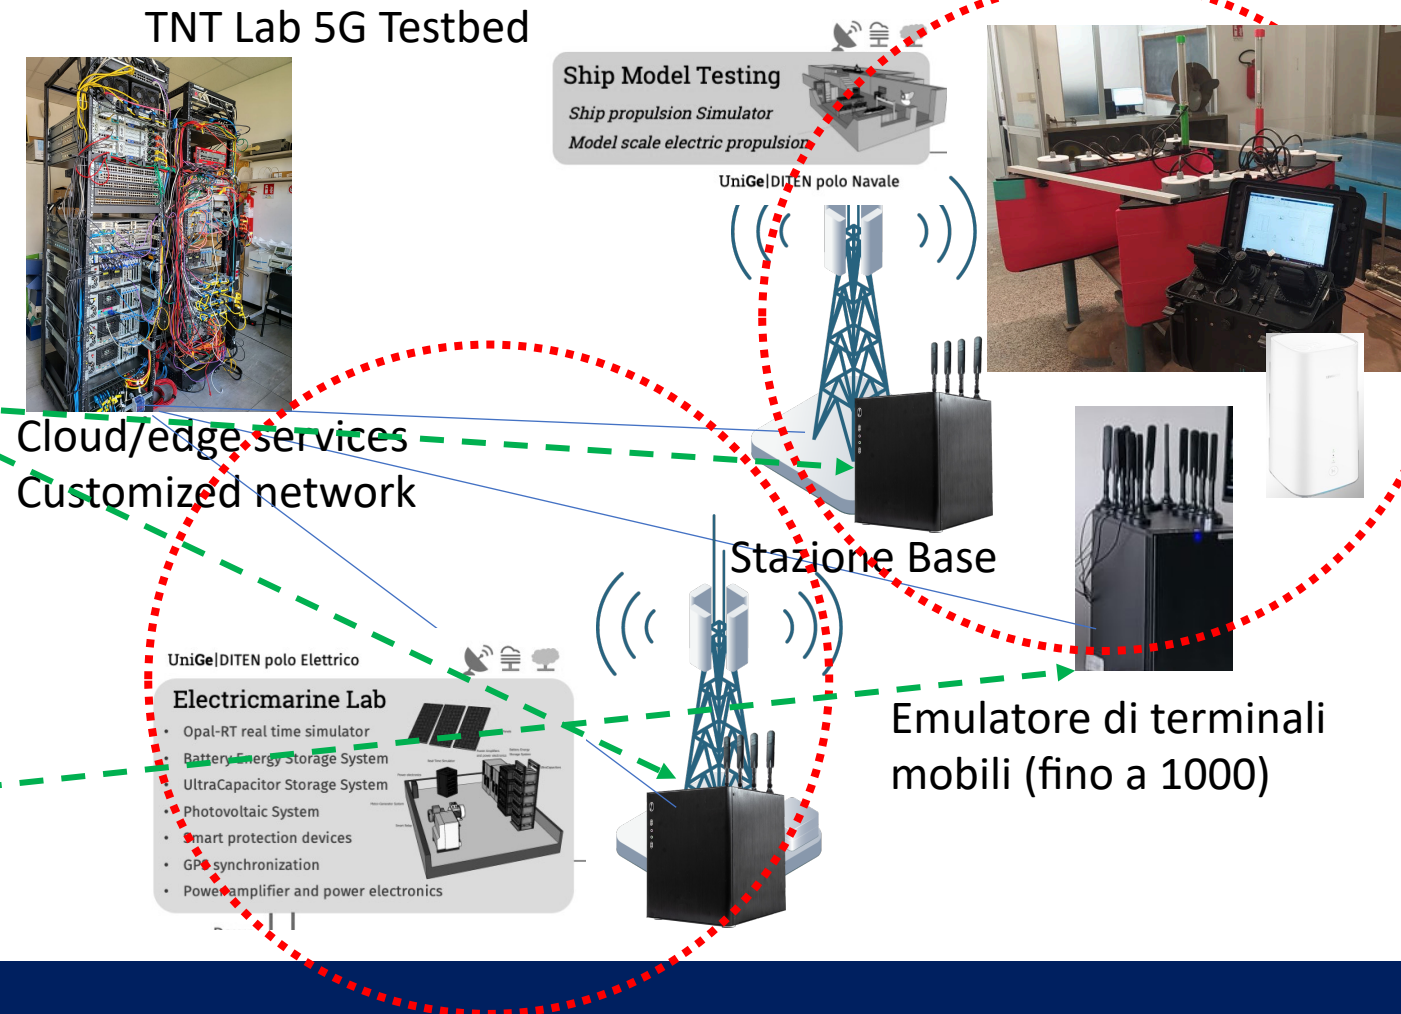 TNT Lab 5G Testbed
Ship Model Testing
Ship propulsion Simulator
Model scale electric propulsion
UniGe|DITEN polo Navale
Cloud/edge services
Customized network
Stazione Base
UniGe|DITEN polo Elettrico
Electricmarine Lab
• Opal-RT real time simulator
• Battery Energy Storage System
• UltraCapacitor Storage System
• Photovoltaic System
• Smart protection devices
• GPS synchronization
• Power amplifier and power electronics
Emulatore di terminali
mobili (fino a 1000)